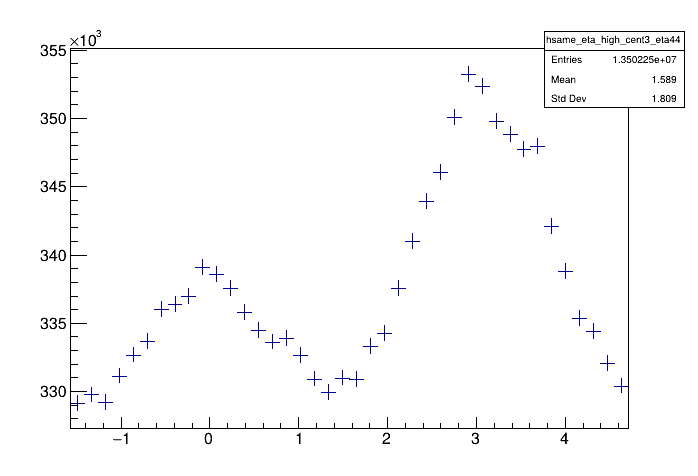 ×10³
hsame_eta_high_cent3_eta44
Entries 1.350225e+07
Mean 1.589
Std Dev 1.809
355
350
345
340
335
330
−1 0 1 2 3 4